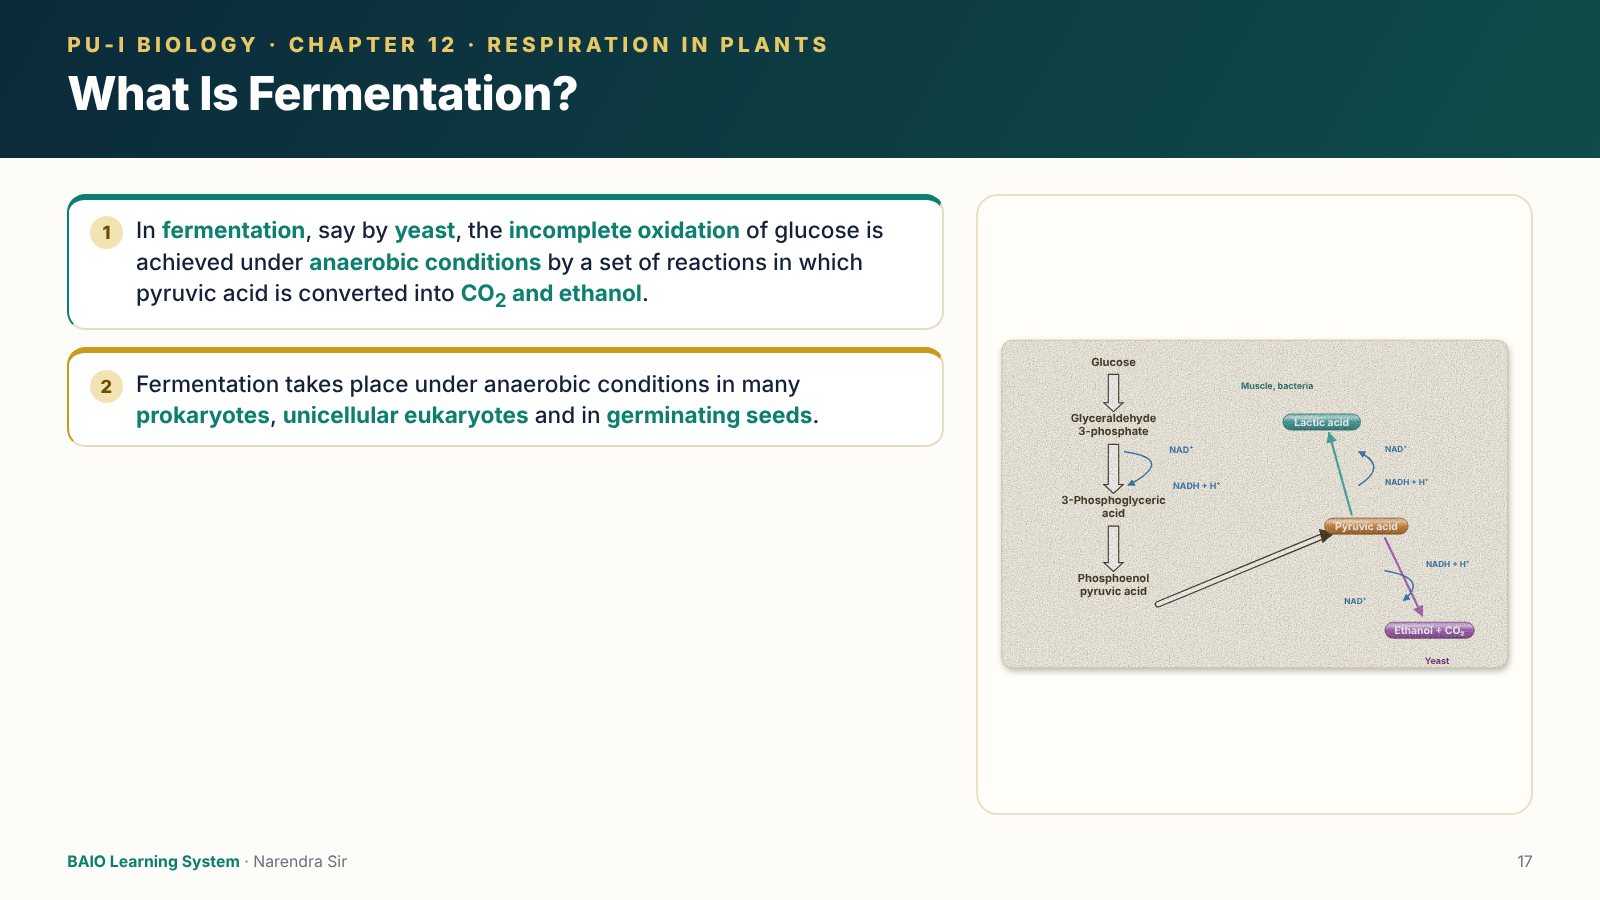 PU-I BIOLOGY · CHAPTER 12 · RESPIRATION IN PLANTS
What Is Fermentation?
1
In fermentation, say by yeast, the incomplete oxidation of glucose is
achieved under anaerobic conditions by a set of reactions in which
pyruvic acid is converted into CO₂ and ethanol.
2
Fermentation takes place under anaerobic conditions in many
prokaryotes, unicellular eukaryotes and in germinating seeds.
Glucose
Glyceraldehyde
3-phosphate
NAD⁺
NADH + H⁺
3-Phosphoglyceric
acid
Phosphoenol
pyruvic acid
Muscle, bacteria
Lactic acid
NAD⁺
NADH + H⁺
Pyruvic acid
NADH + H⁺
NAD⁺
Ethanol + CO₂
Yeast
BAIO Learning System · Narendra Sir
17